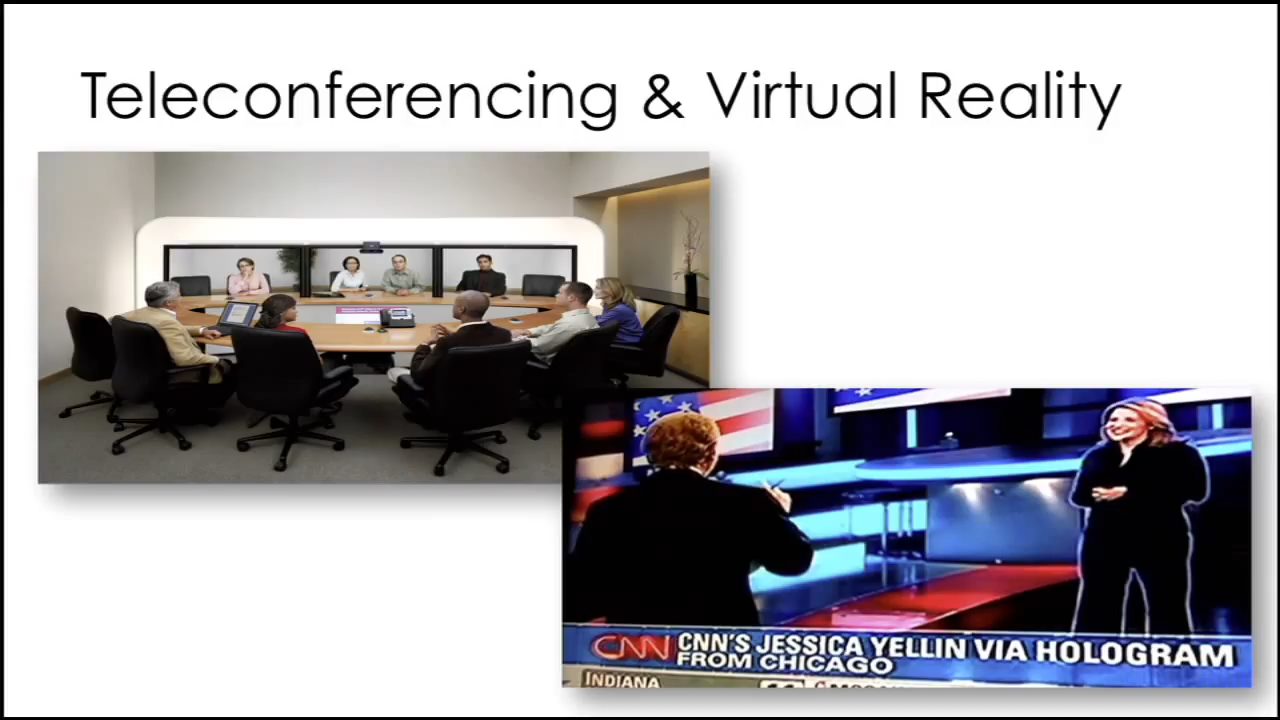 Teleconferencing & Virtual Reality
CNN CNN'S JESSICA YELLIN VIA HOLOGRAM
FROM CHICAGO
INDIANA